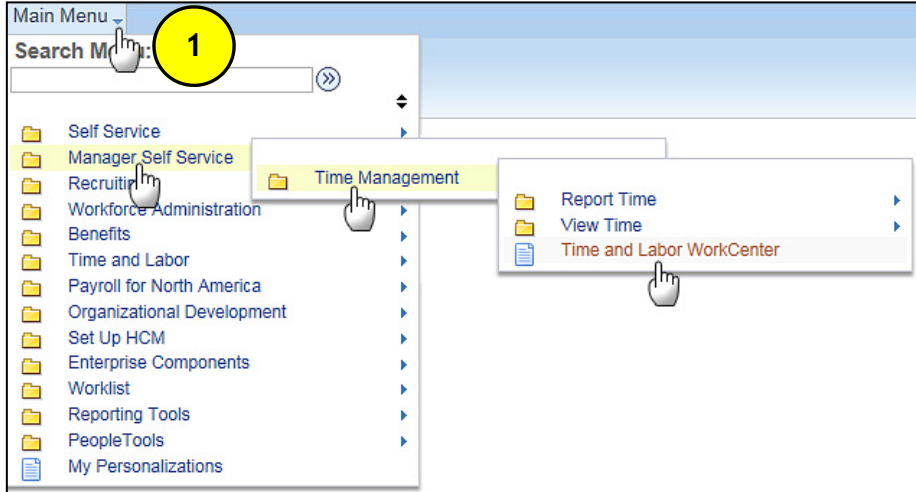 Main Menu
1
Search Menu:
Self Service
Manager Self Service
Time Management
Report Time
View Time
Time and Labor WorkCenter
Recruiting
Workforce Administration
Benefits
Time and Labor
Payroll for North America
Organizational Development
Set Up HCM
Enterprise Components
Worklist
Reporting Tools
PeopleTools
My Personalizations